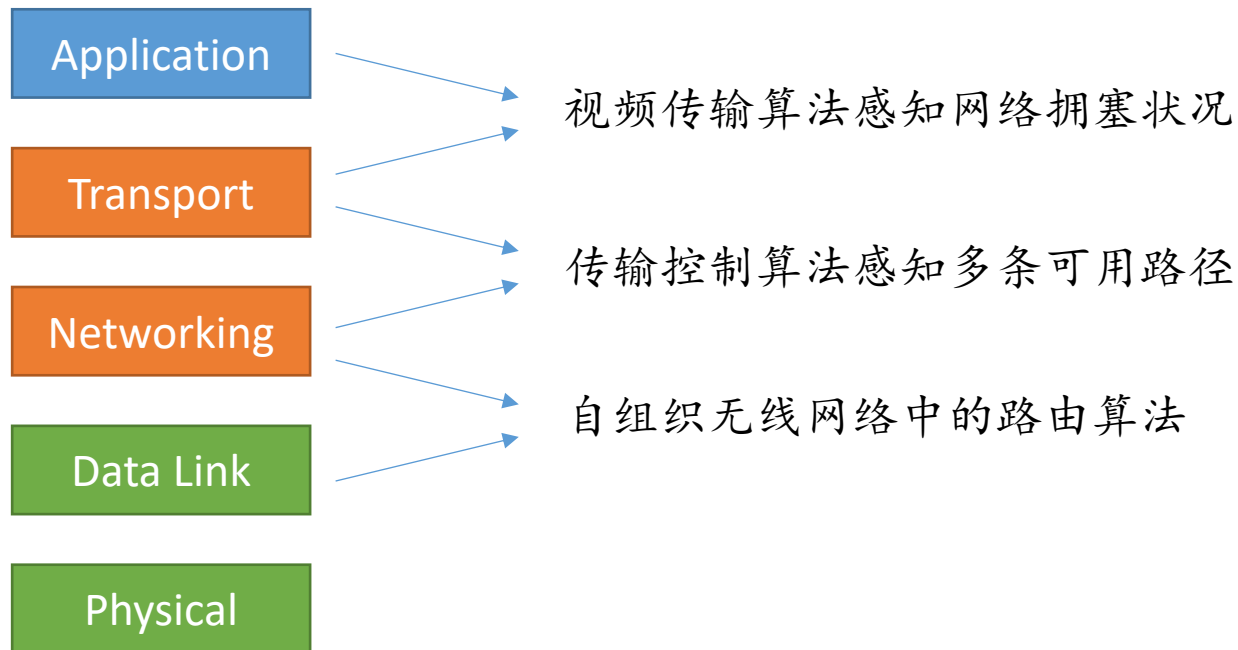 Application
视频传输算法感知网络拥塞状况
Transport
传输控制算法感知多条可用路径
Networking
自组织无线网络中的路由算法
Data Link
Physical